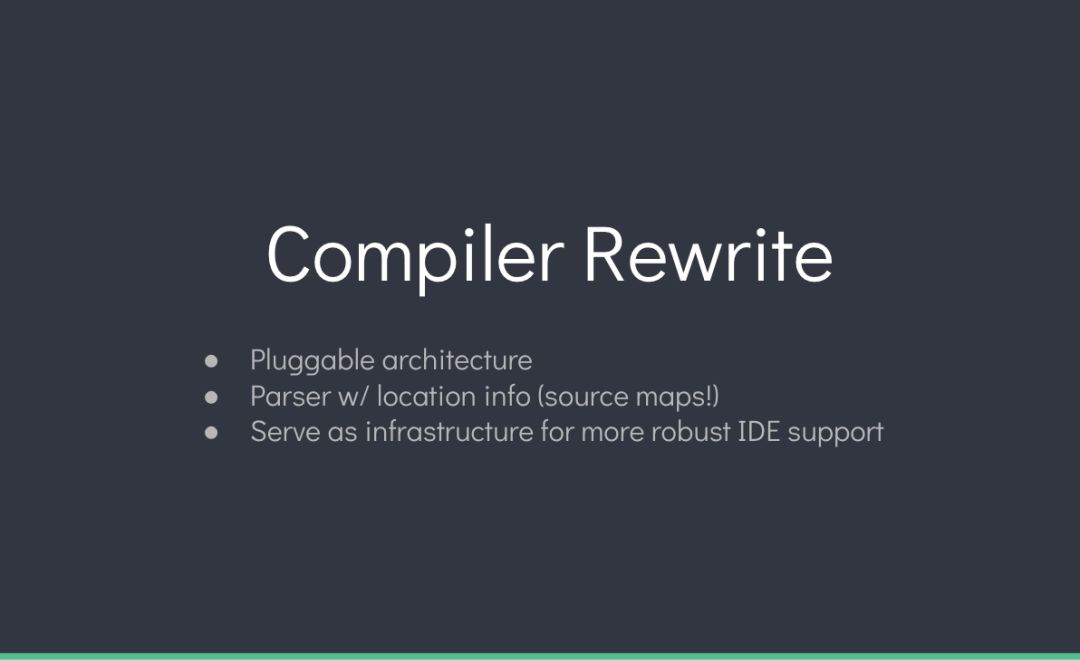 Compiler Rewrite
● Pluggable architecture
● Parser w/ location info (source maps!)
● Serve as infrastructure for more robust IDE support